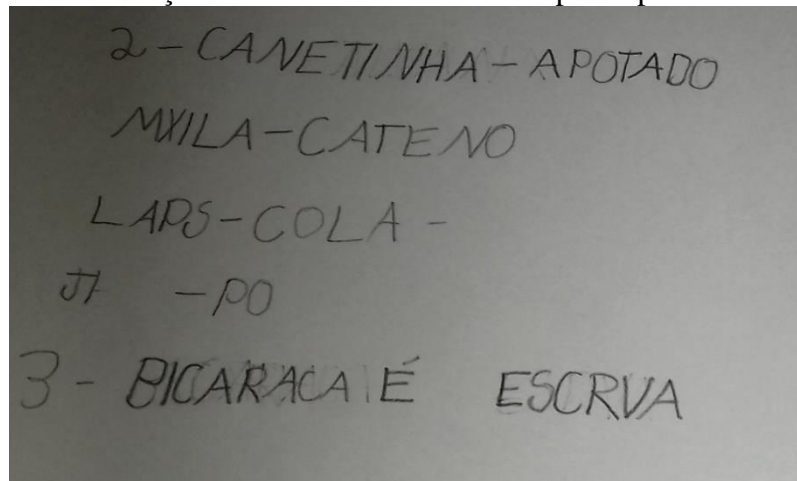 2-CANETINHA-APOTADO
MXILA-CATENO
LAPS-COLA-
-PO
3-BICARACA É ESCRVA